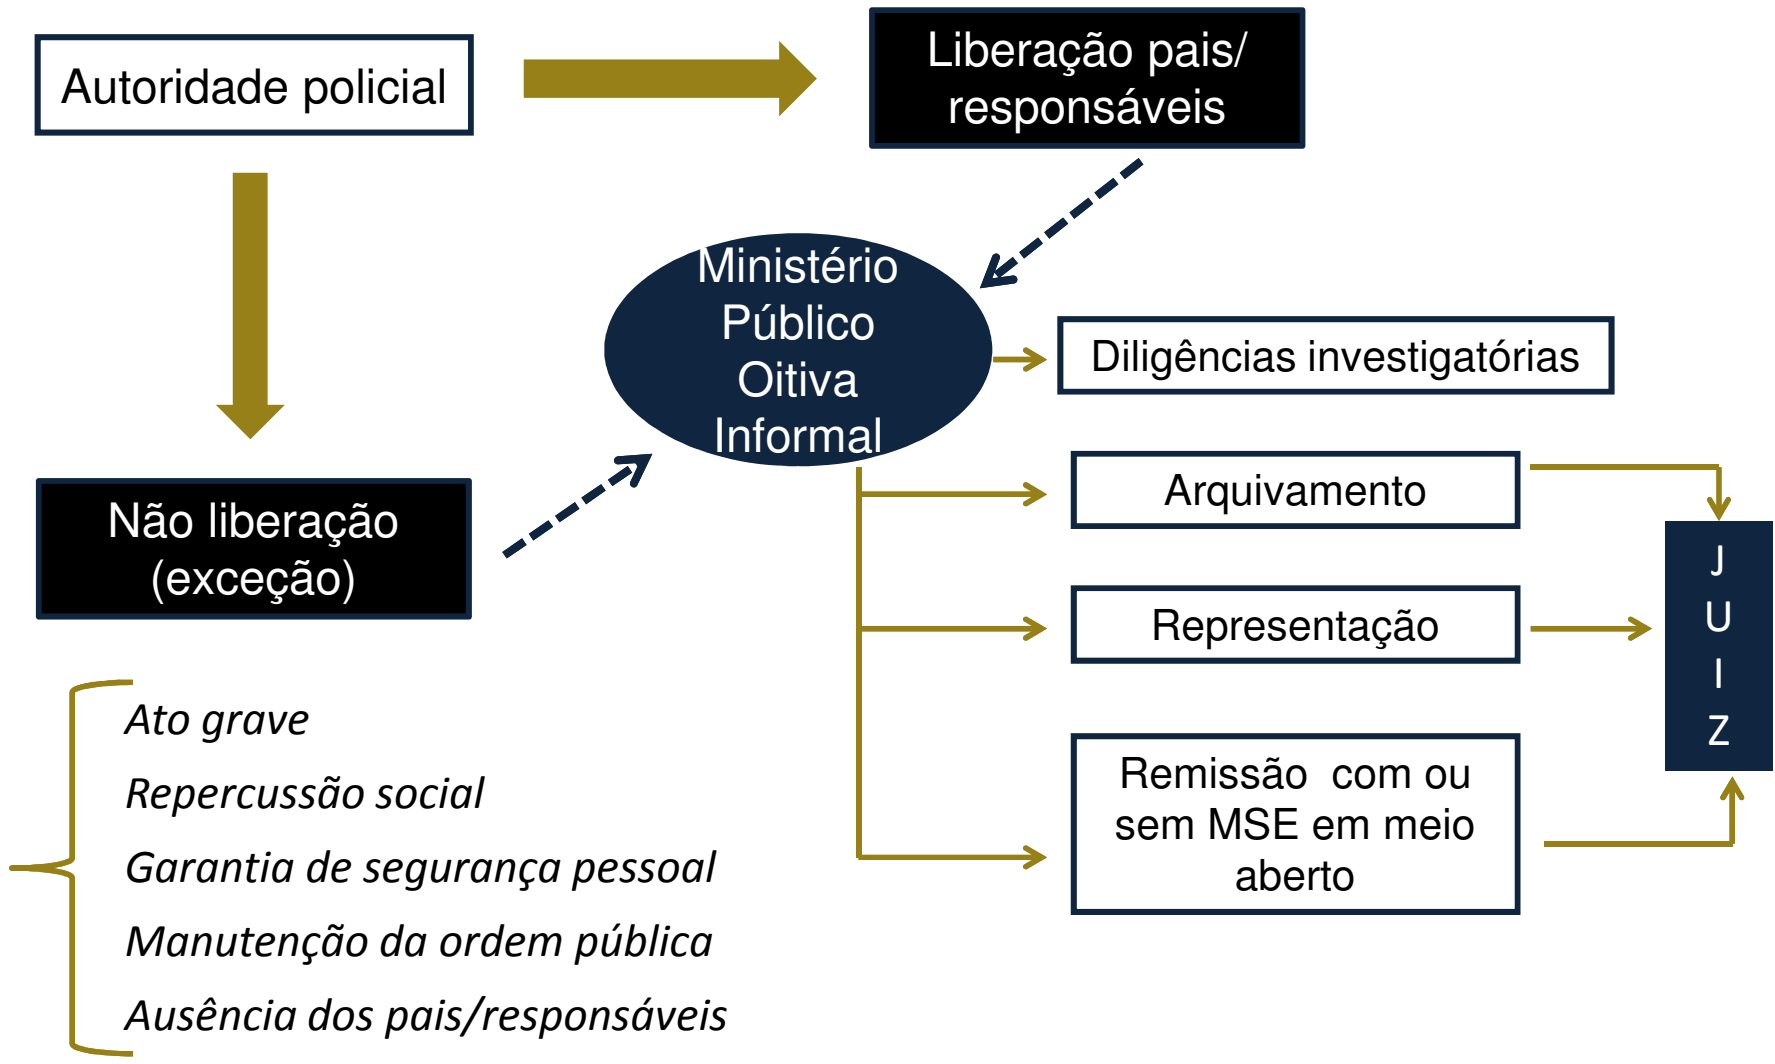 Autoridade policial
Liberação pais/
responsáveis
Ministério
Público
Oitiva
Informal
Diligências investigatórias
Não liberação
(exceção)
Arquivamento
Representação
Remissão  com ou
sem MSE em meio
aberto
J
U
I
Z
Ato grave
Repercussão social
Garantia de segurança pessoal
Manutenção da ordem pública
Ausência dos pais/responsáveis